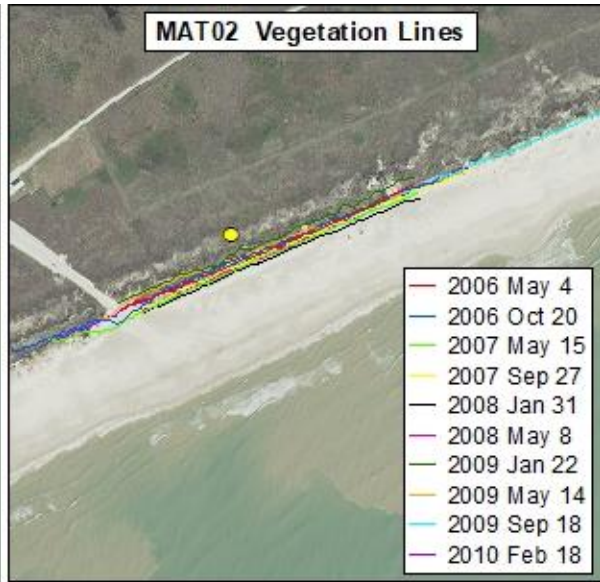 MAT02 Vegetation Lines
2006 May 4
2006 Oct 20
2007 May 15
2007 Sep 27
2008 Jan 31
2008 May 8
2009 Jan 22
2009 May 14
2009 Sep 18
2010 Feb 18